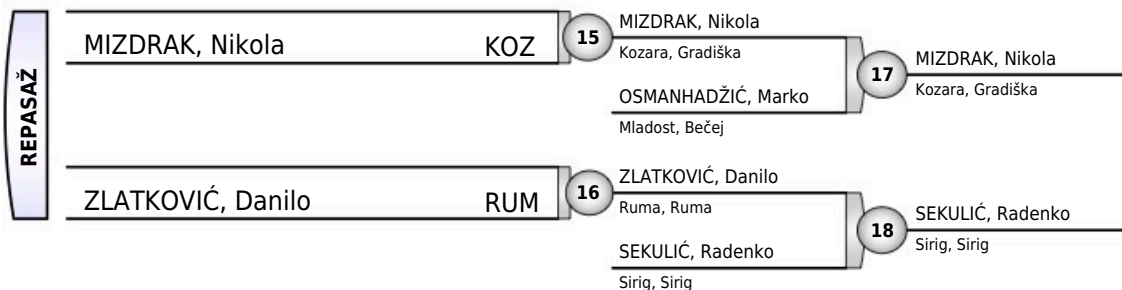 REPASAŽ
MIZDRAK, Nikola KOZ
15
MIZDRAK, Nikola
Kozara, Gradiška
OSMANHADŽIĆ, Marko
Mladost, Bečej
17
MIZDRAK, Nikola
Kozara, Gradiška
ZLATKOVIĆ, Danilo RUM
16
ZLATKOVIĆ, Danilo
Ruma, Ruma
SEKULIĆ, Radenko
Sirig, Sirig
18
SEKULIĆ, Radenko
Sirig, Sirig